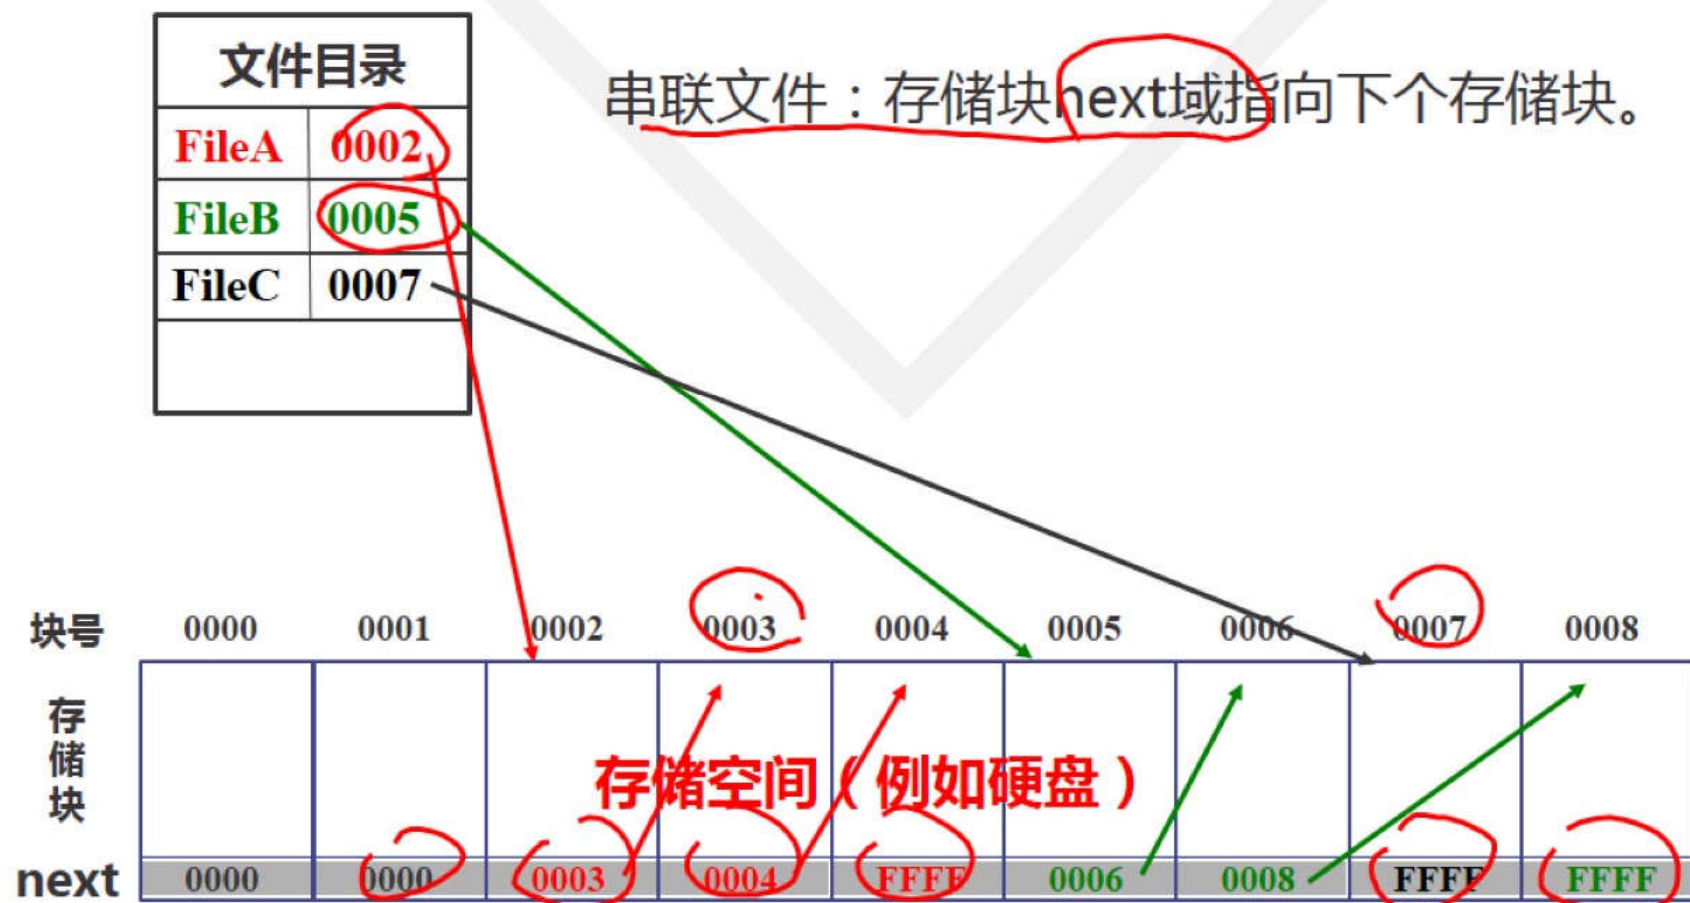 文件目录
FileA 0002
FileB 0005
FileC 0007
串联文件：存储块next域指向下个存储块。
块号 0000 0001 0002 0003 0004 0005 0006 0007 0008
存储块
存储空间（例如硬盘）
next 0000 0000 0003 0004 FFFF 0006 0008 FFFF FFFF